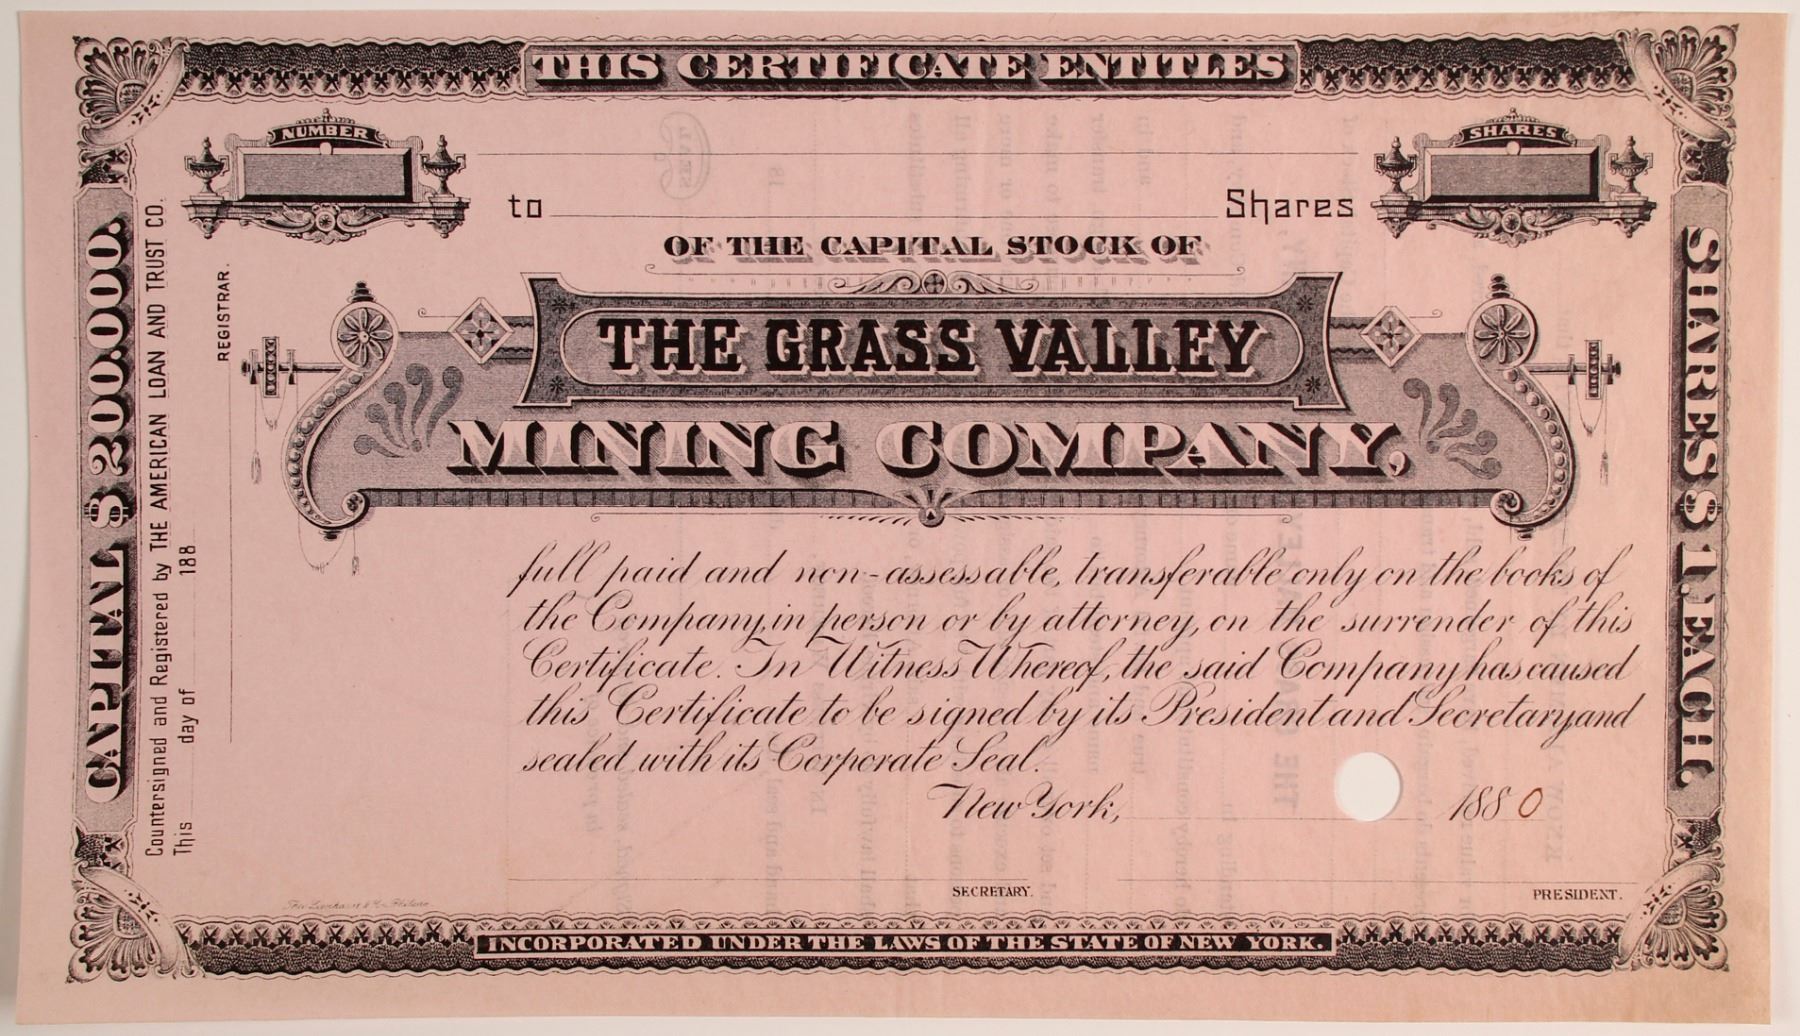 THIS CERTIFICATE ENTITLES
NUMBER
SHARES
to Shares
OF THE CAPITAL STOCK OF
THE GRASS VALLEY
MINING COMPANY,
full paid and non-assessable, transferable only on the books of
the Company, in person or by attorney, on the surrender of this
Certificate. In Witness Whereof, the said Company has caused
this Certificate to be signed by its President and Secretary, and
sealed with its Corporate Seal.
New York, 1880
SECRETARY.
PRESIDENT.
INCORPORATED UNDER THE LAWS OF THE STATE OF NEW YORK.
CAPITAL $200.000.
Countersigned and Registered by THE AMERICAN LOAN AND TRUST CO.
This day of 188
REGISTRAR.
SHARES $1. EACH.